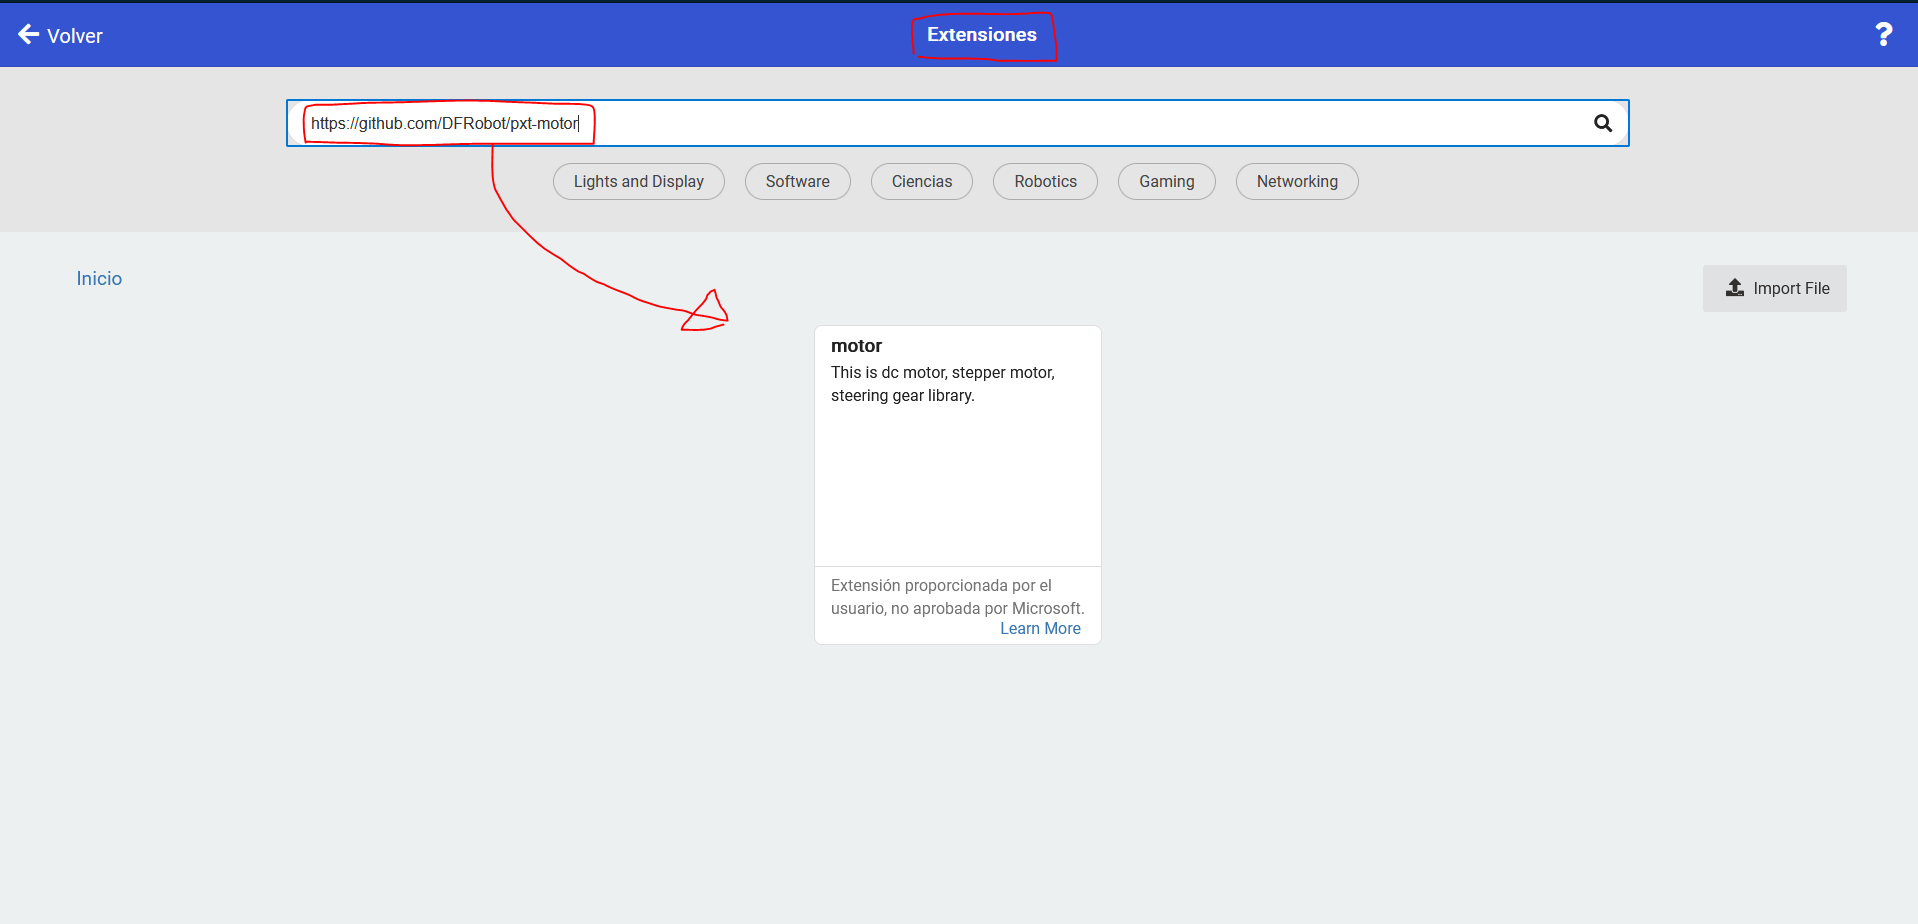 Volver
Extensiones
?
https://github.com/DFRobot/pxt-motor
Lights and Display
Software
Ciencias
Robotics
Gaming
Networking
Inicio
Import File
motor
This is dc motor, stepper motor,
steering gear library.
Extensión proporcionada por el
usuario, no aprobada por Microsoft.
Learn More